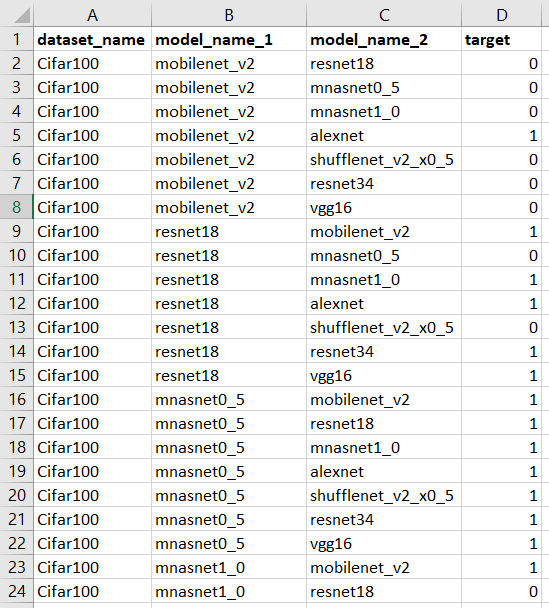 A B C D
1 dataset_name model_name_1 model_name_2 target
2 Cifar100 mobilenet_v2 resnet18 0
3 Cifar100 mobilenet_v2 mnasnet0_5 0
4 Cifar100 mobilenet_v2 mnasnet1_0 0
5 Cifar100 mobilenet_v2 alexnet 1
6 Cifar100 mobilenet_v2 shufflenet_v2_x0_5 0
7 Cifar100 mobilenet_v2 resnet34 0
8 Cifar100 mobilenet_v2 vgg16 0
9 Cifar100 resnet18 mobilenet_v2 1
10 Cifar100 resnet18 mnasnet0_5 0
11 Cifar100 resnet18 mnasnet1_0 1
12 Cifar100 resnet18 alexnet 1
13 Cifar100 resnet18 shufflenet_v2_x0_5 0
14 Cifar100 resnet18 resnet34 1
15 Cifar100 resnet18 vgg16 1
16 Cifar100 mnasnet0_5 mobilenet_v2 1
17 Cifar100 mnasnet0_5 resnet18 1
18 Cifar100 mnasnet0_5 mnasnet1_0 1
19 Cifar100 mnasnet0_5 alexnet 1
20 Cifar100 mnasnet0_5 shufflenet_v2_x0_5 1
21 Cifar100 mnasnet0_5 resnet34 1
22 Cifar100 mnasnet0_5 vgg16 1
23 Cifar100 mnasnet1_0 mobilenet_v2 1
24 Cifar100 mnasnet1_0 resnet18 0